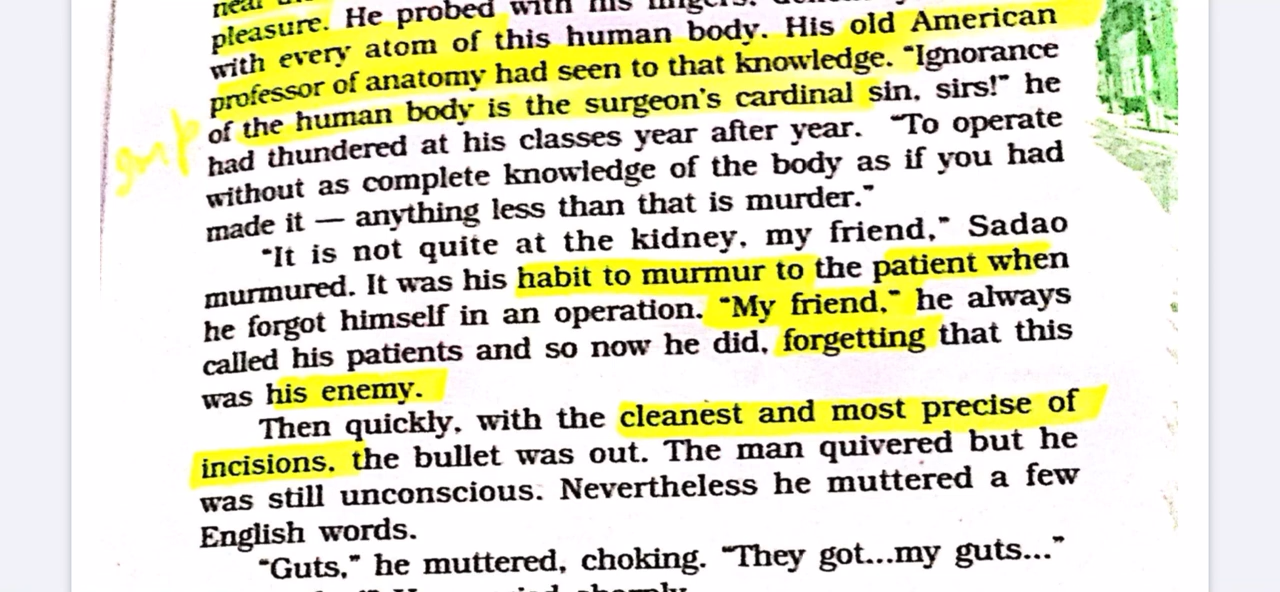 near
pleasure. He probed with his fingers.
with every atom of this human body. His old American
professor of anatomy had seen to that knowledge. “Ignorance
of the human body is the surgeon’s cardinal sin, sirs!” he
had thundered at his classes year after year. “To operate
without as complete knowledge of the body as if you had
made it — anything less than that is murder.”
“It is not quite at the kidney, my friend,” Sadao
murmured. It was his habit to murmur to the patient when
he forgot himself in an operation. “My friend,” he always
called his patients and so now he did, forgetting that this
was his enemy.
Then quickly, with the cleanest and most precise of
incisions, the bullet was out. The man quivered but he
was still unconscious. Nevertheless he muttered a few
English words.
“Guts,” he muttered, choking. “They got...my guts...”